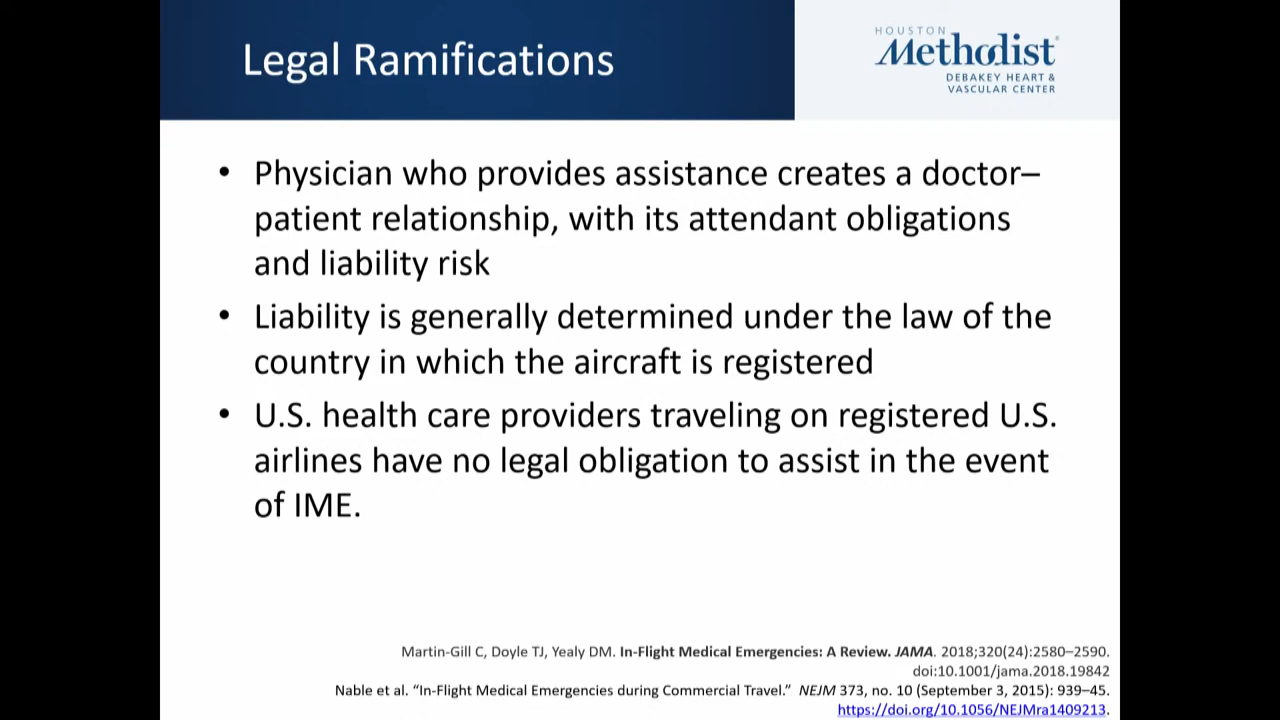 Legal Ramifications
HOUSTON
Methodist
DEBAKEY HEART &
VASCULAR CENTER
• Physician who provides assistance creates a doctor–
patient relationship, with its attendant obligations
and liability risk
• Liability is generally determined under the law of the
country in which the aircraft is registered
• U.S. health care providers traveling on registered U.S.
airlines have no legal obligation to assist in the event
of IME.
Martin-Gill C, Doyle TJ, Yealy DM. In-Flight Medical Emergencies: A Review. JAMA. 2018;320(24):2580–2590.
doi:10.1001/jama.2018.19842
Nable et al. “In-Flight Medical Emergencies during Commercial Travel.” NEJM 373, no. 10 (September 3, 2015): 939–45.
https://doi.org/10.1056/NEJMra1409213.